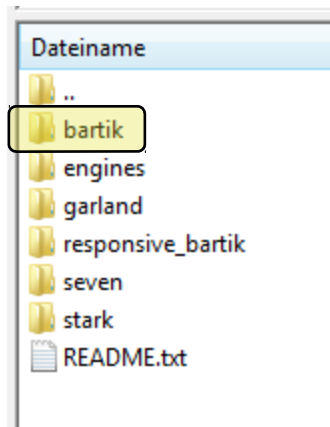 Dateiname
..
bartik
engines
garland
responsive_bartik
seven
stark
README.txt